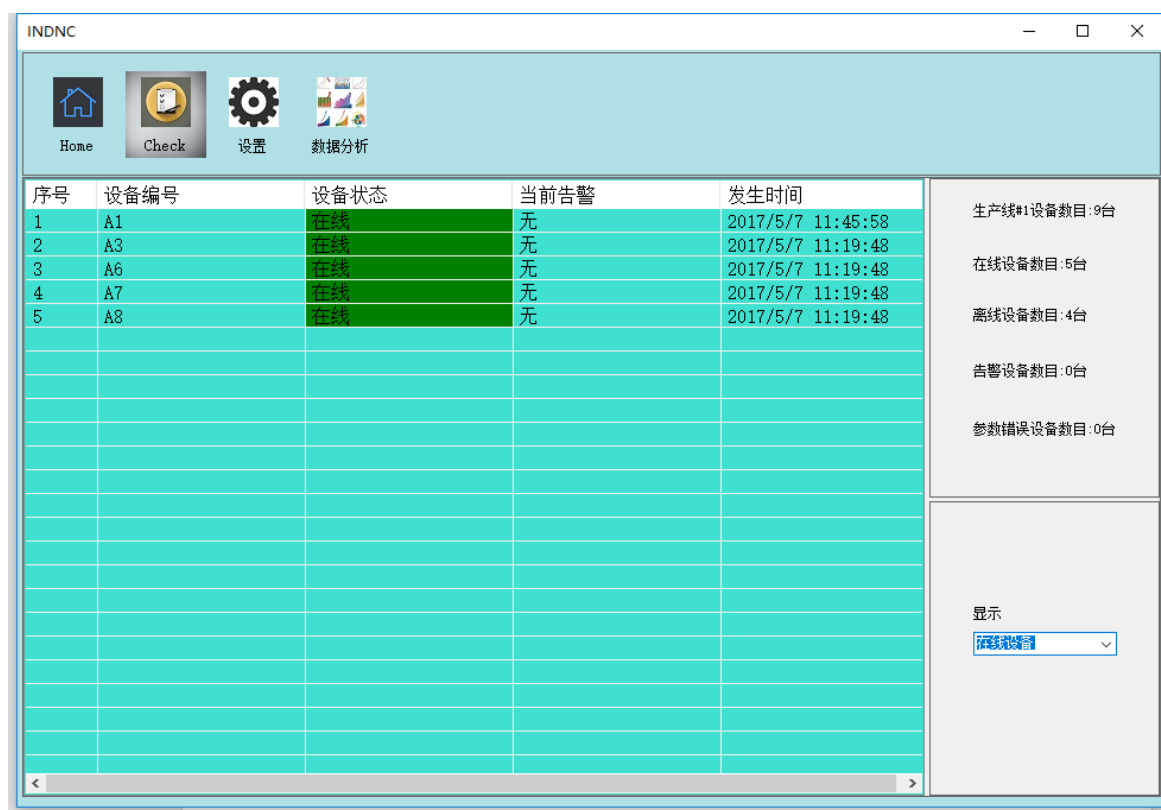 INDNC
Home Check 设置 数据分析
序号 设备编号 设备状态 当前告警 发生时间
1 A1 在线 无 2017/5/7 11:45:58
2 A3 在线 无 2017/5/7 11:19:48
3 A6 在线 无 2017/5/7 11:19:48
4 A7 在线 无 2017/5/7 11:19:48
5 A8 在线 无 2017/5/7 11:19:48
生产线#1设备数目:9台
在线设备数目:5台
离线设备数目:4台
告警设备数目:0台
参数错误设备数目:0台
显示
在线设备